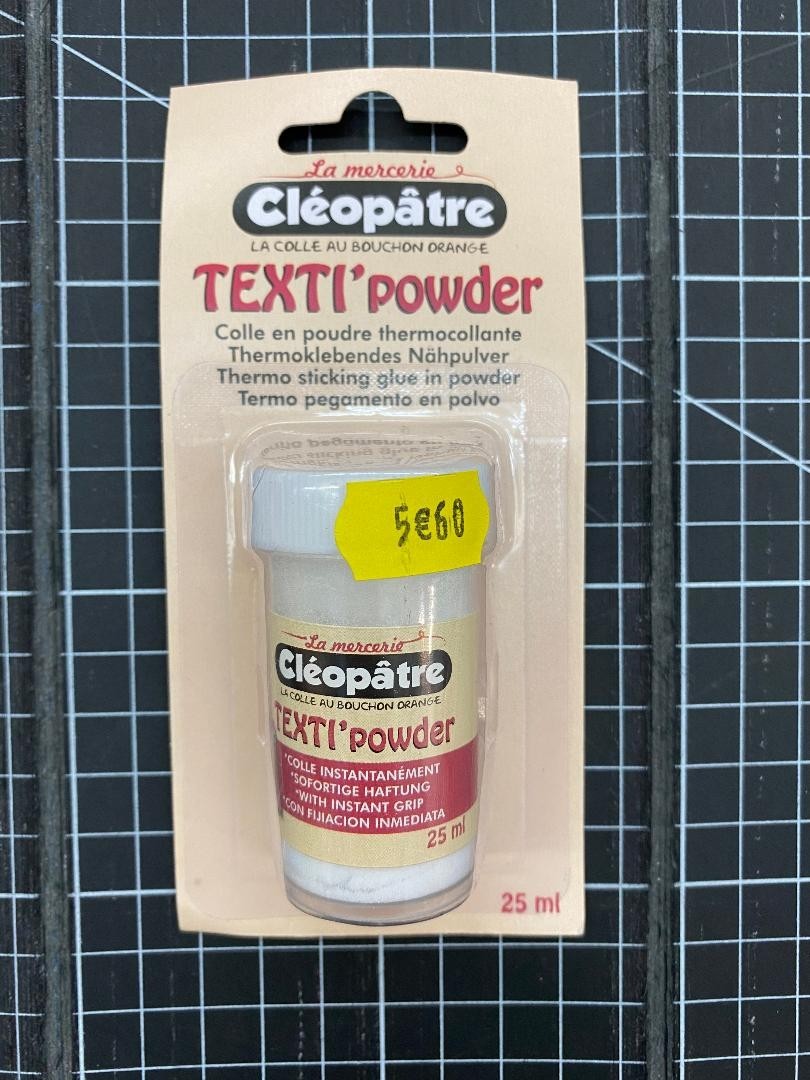 La mercerie
Cléopâtre
LA COLLE AU BOUCHON ORANGE
TEXTI'powder
Colle en poudre thermocollante
Thermoklebendes Nähpulver
Thermo sticking glue in powder
Termo pegamento en polvo
5€60
La mercerie
Cléopâtre
LA COLLE AU BOUCHON ORANGE
TEXTI'powder
*COLLE INSTANTANÉMENT
*SOFORTIGE HAFTUNG
*WITH INSTANT GRIP
*CON FIJIACION INMEDIATA
25 ml
25 ml